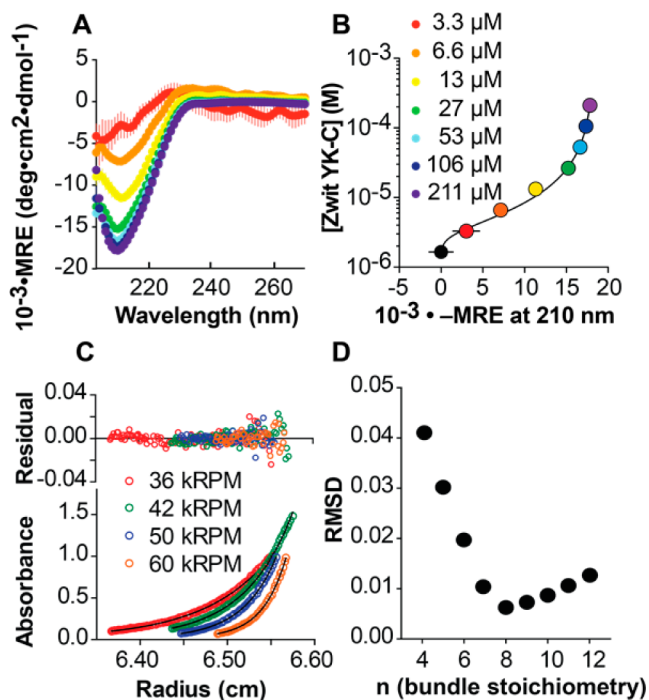 A
10-3•MRE (deg•cm2•dmol-1)
5
0
-5
-10
-15
-20
220
240
260
Wavelength (nm)
B
3.3 µM
6.6 µM
13 µM
27 µM
53 µM
106 µM
211 µM
[Zwit YK-C] (M)
10-3
10-4
10-5
10-6
-5
0
5
10
15
20
10-3 • –MRE at 210 nm
C
Residual
0.04
0.00
-0.04
36 kRPM
42 kRPM
50 kRPM
60 kRPM
Absorbance
1.5
1.0
0.5
0.0
6.40
6.50
6.60
Radius (cm)
D
RMSD
0.05
0.04
0.03
0.02
0.01
0.00
4
6
8
10
12
n (bundle stoichiometry)